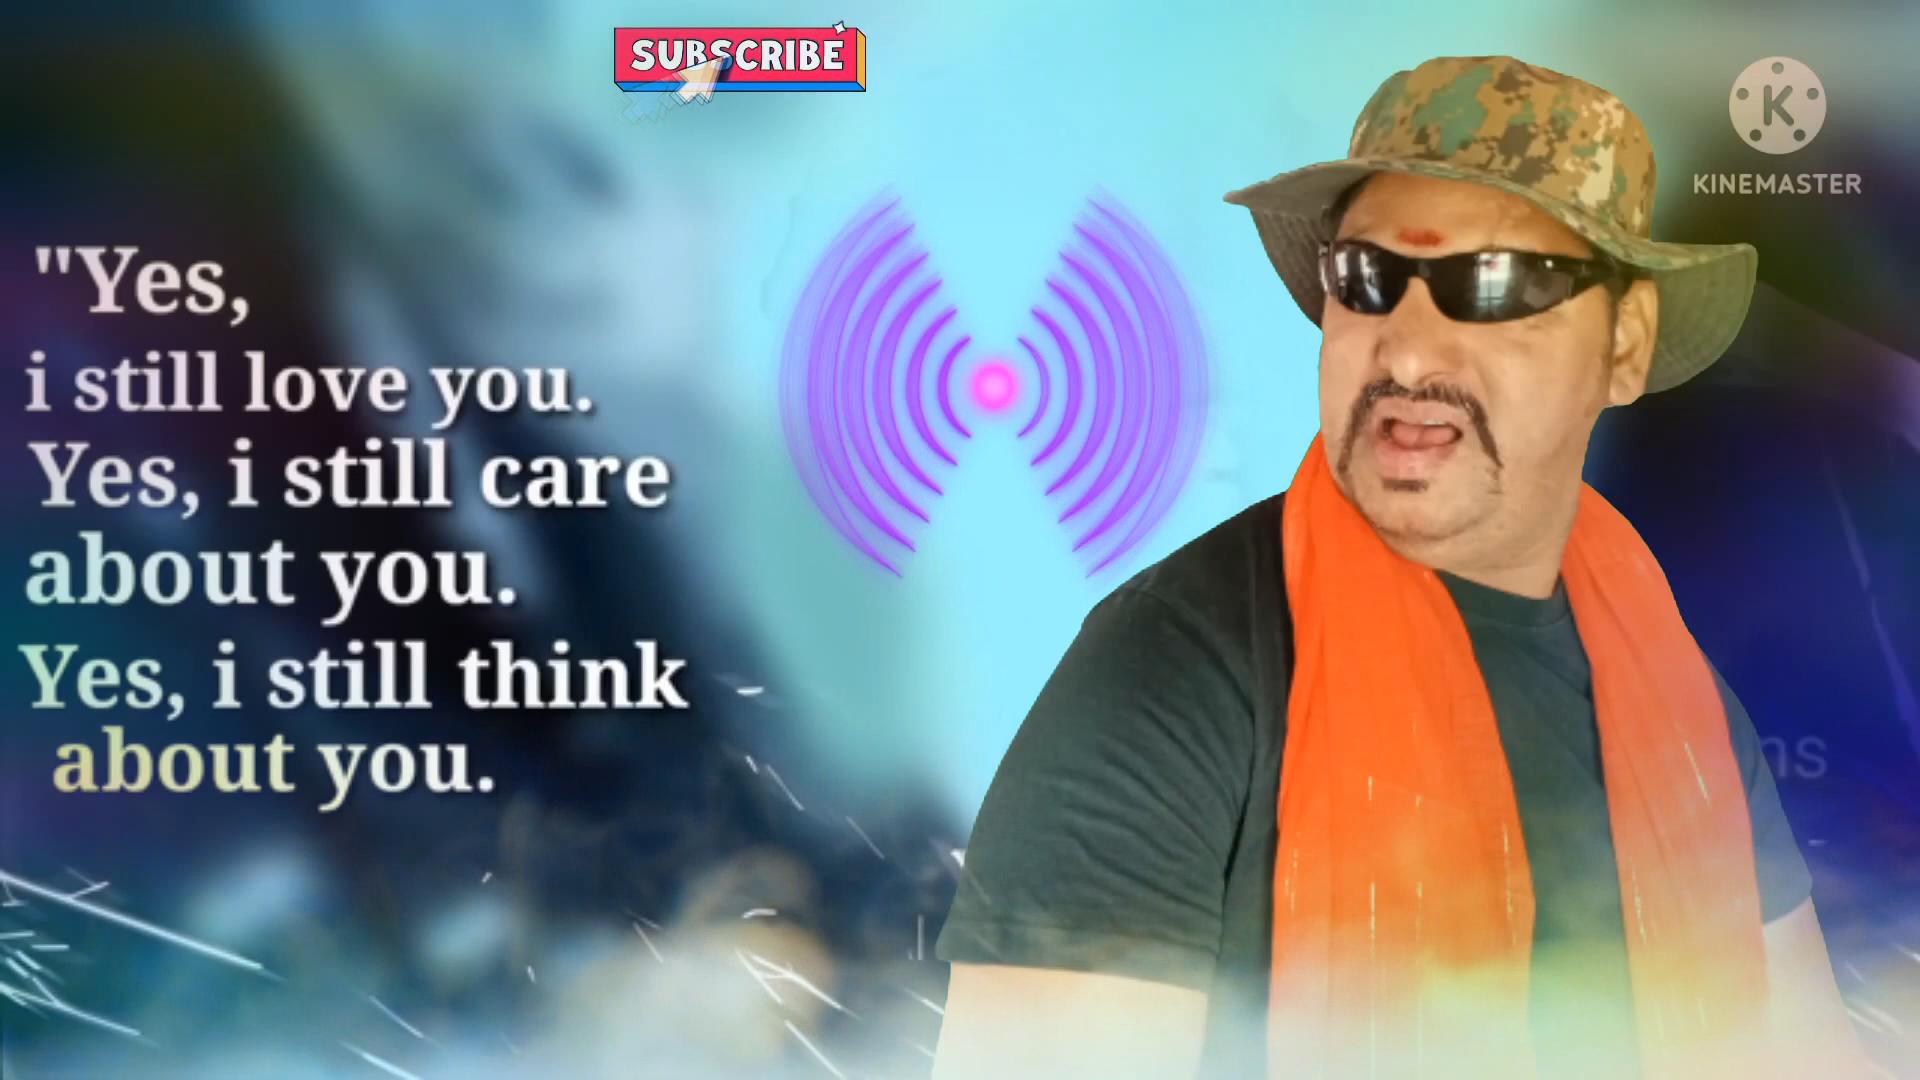 SUBSCRIBE
K
KINEMASTER
"Yes,
i still love you.
Yes, i still care
about you.
Yes, i still think
about you.